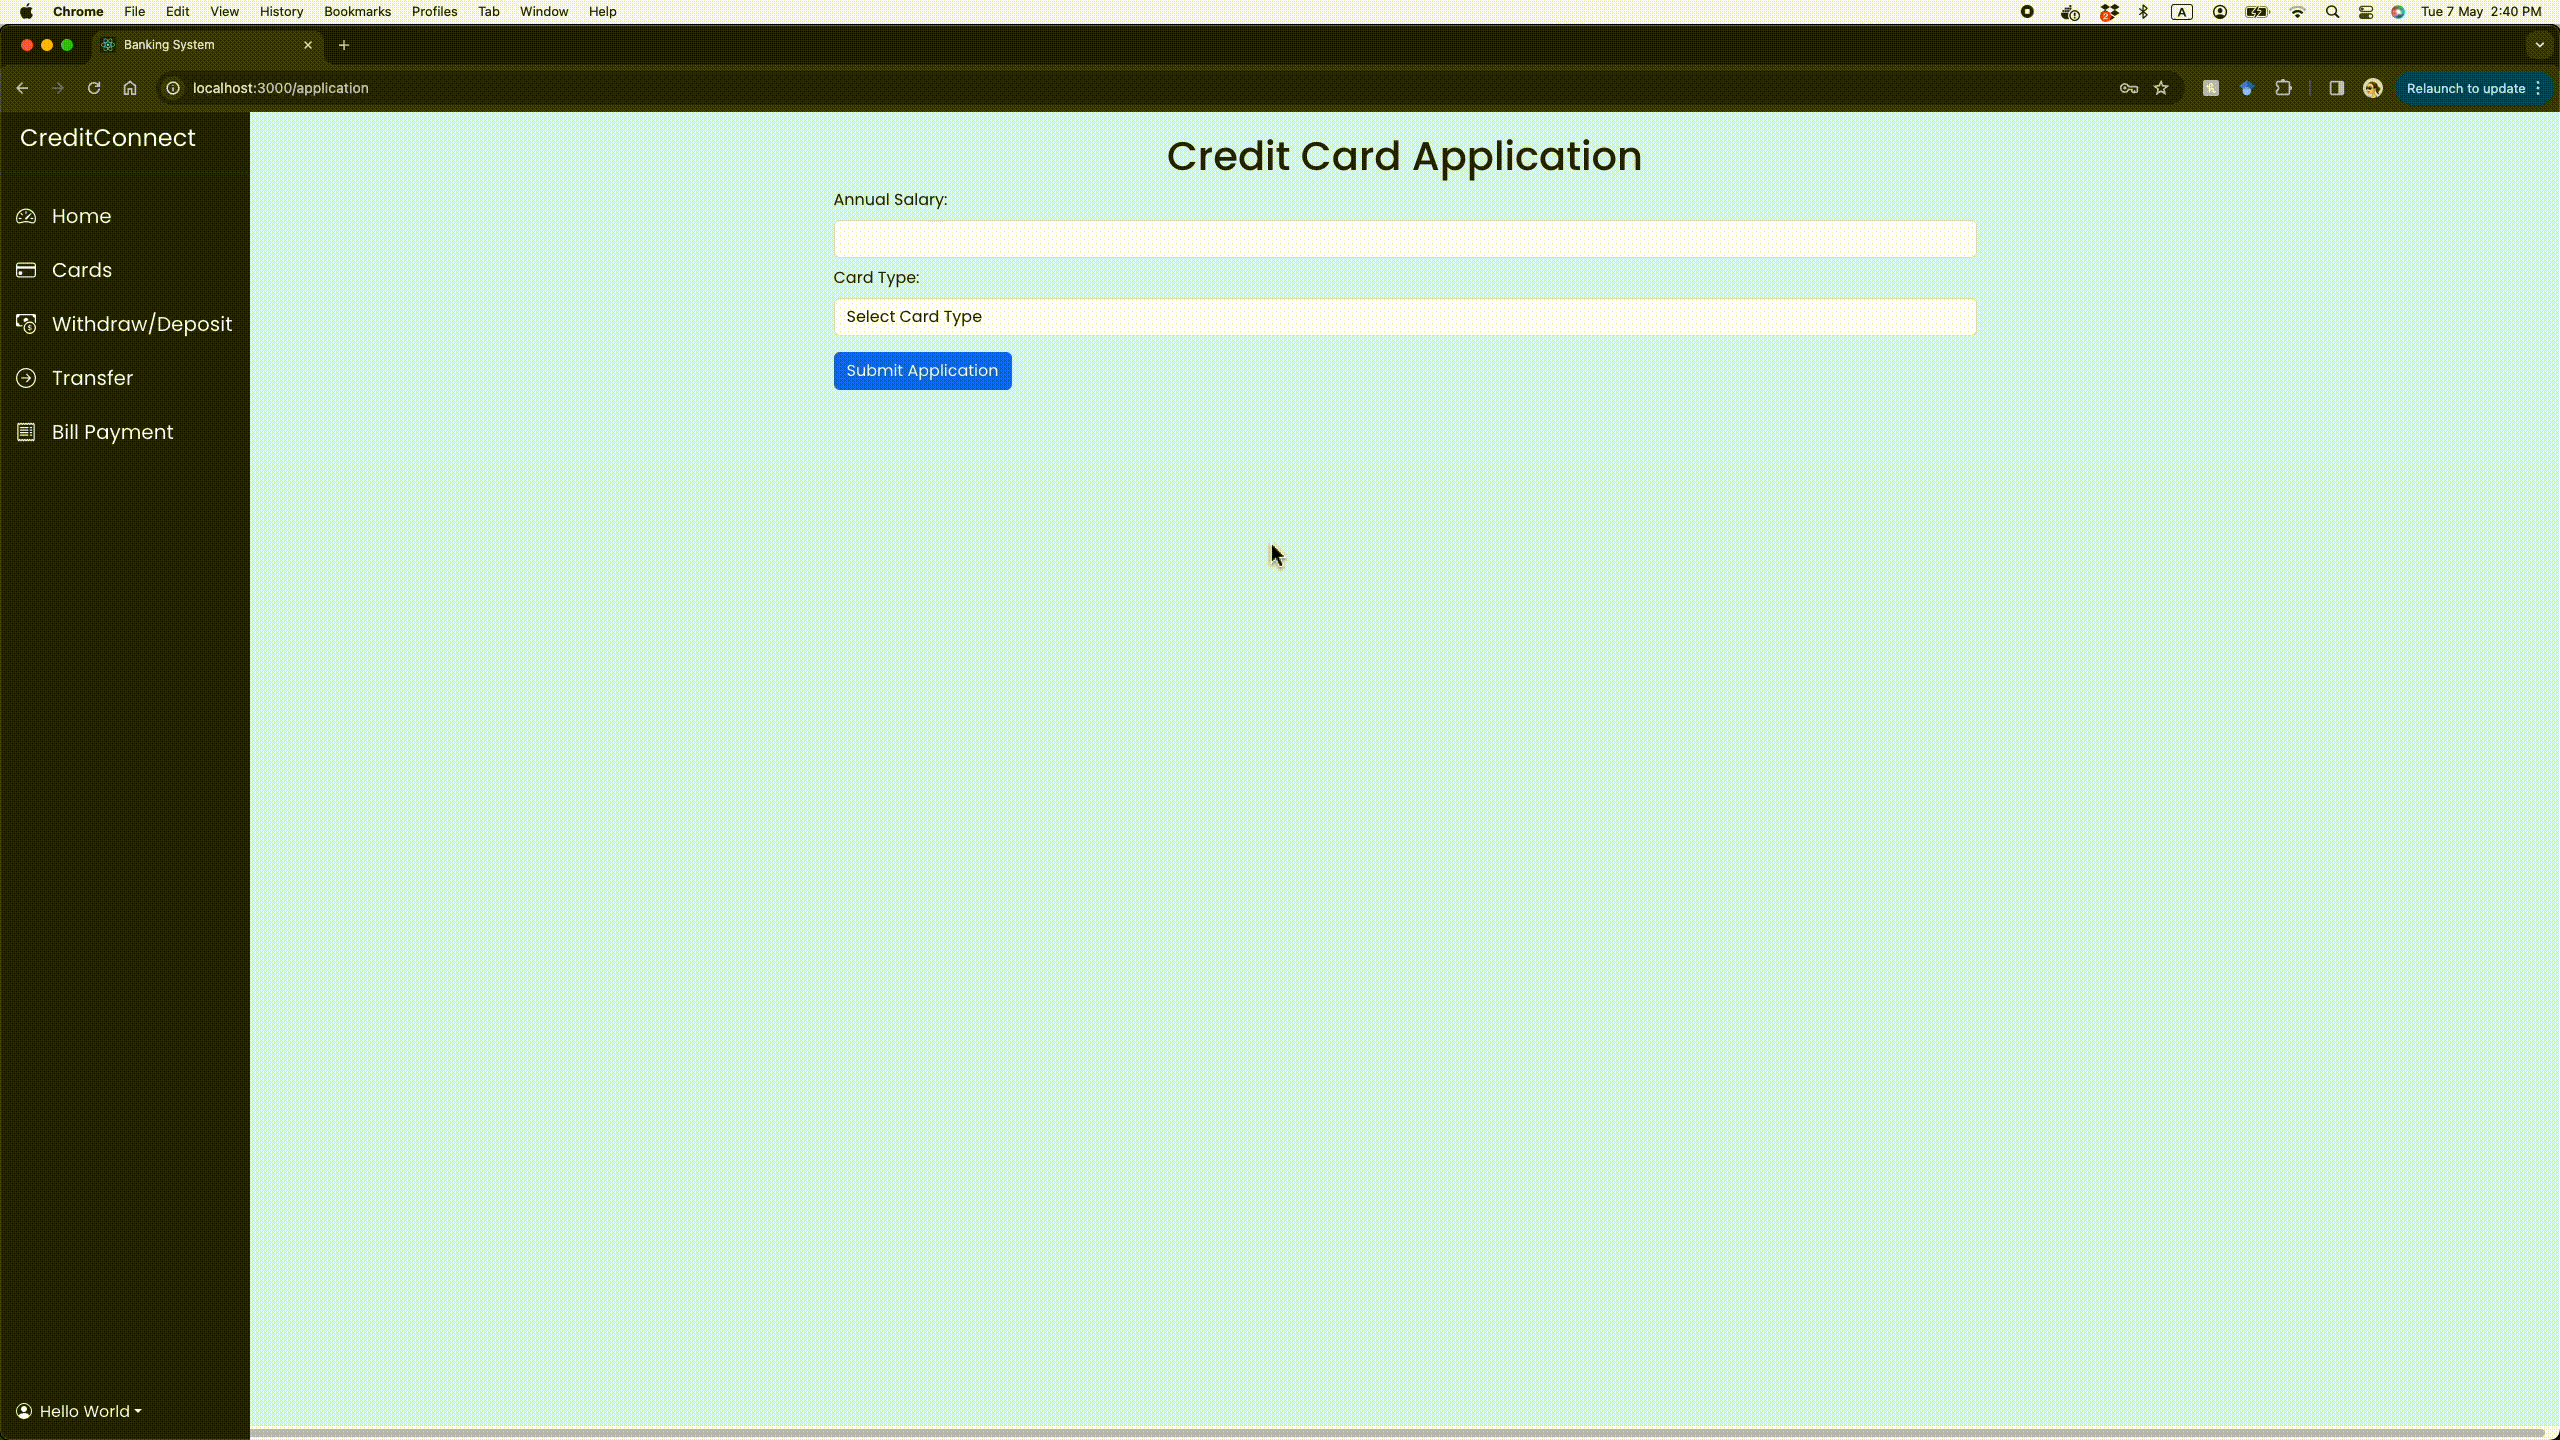 Chrome File Edit View History Bookmarks Profiles Tab Window Help
2 A Tue 7 May 2:40 PM
Banking System
localhost:3000/application
Relaunch to update
CreditConnect
Home
Cards
Withdraw/Deposit
Transfer
Bill Payment
Hello World
Credit Card Application
Annual Salary:
Card Type:
Select Card Type
Submit Application